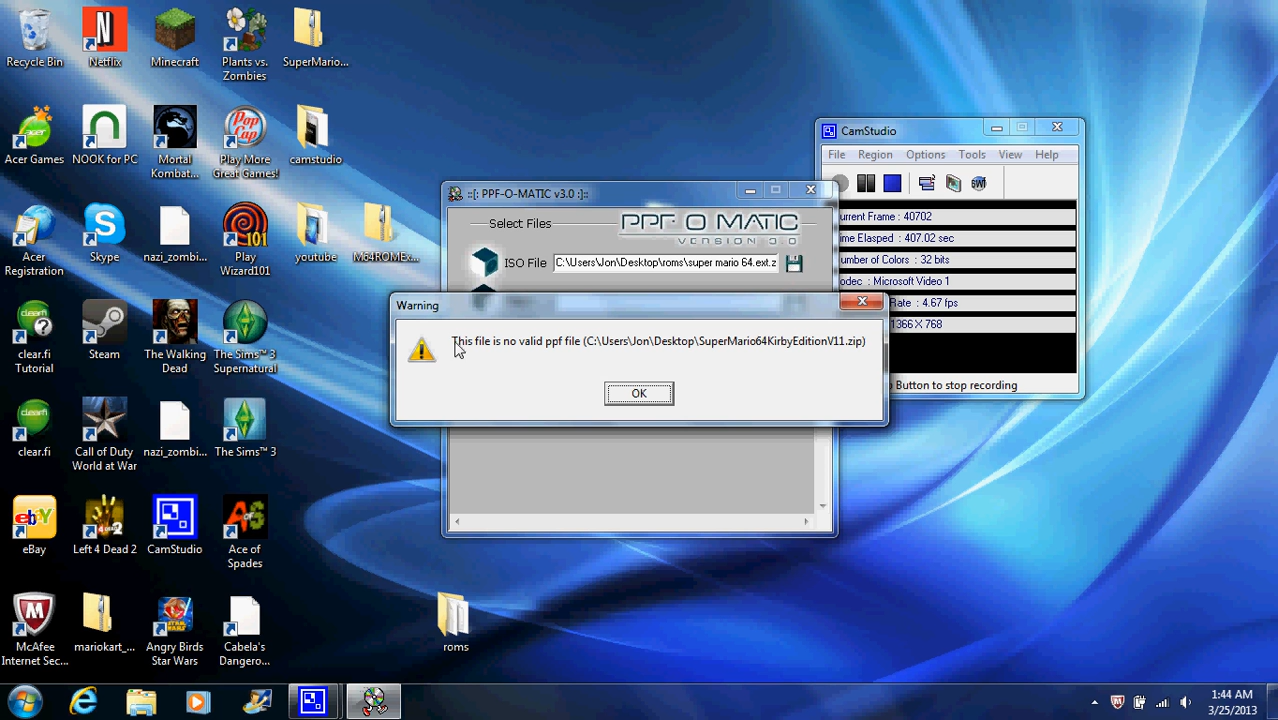 Recycle Bin
Netflix
Minecraft
Plants vs.
Zombies
SuperMario...
Acer Games
NOOK for PC
Mortal
Kombat...
Pop
Cap
Play More
Great Games!
camstudio
Acer
Registration
Skype
nazi_zombi...
101
Play
Wizard101
youtube
M64ROMEx...
clear.fi
Tutorial
Steam
The Walking
Dead
The Sims™ 3
Supernatural
clear.fi
Call of Duty
World at War
nazi_zombi...
The Sims™ 3
eBay
Left 4 Dead 2
CamStudio
Ace of
Spades
McAfee
Internet Sec...
mariokart_...
Angry Birds
Star Wars
Cabela's
Dangero...
roms
::[: PPF-O-MATIC v3.0 :]::
Select Files
PPF O MATIC
VERSION 3.0
ISO File
C:\Users\Jon\Desktop\roms\super mario 64.ext.z
Warning
This file is no valid ppf file (C:\Users\Jon\Desktop\SuperMario64KirbyEditionV11.zip)
OK
CamStudio
File Region Options Tools View Help
SWF
urrent Frame : 40702
ime Elasped : 407.02 sec
umber of Colors : 32 bits
odec : Microsoft Video 1
Rate : 4.67 fps
1366 X 768
Button to stop recording
1:44 AM
3/25/2013